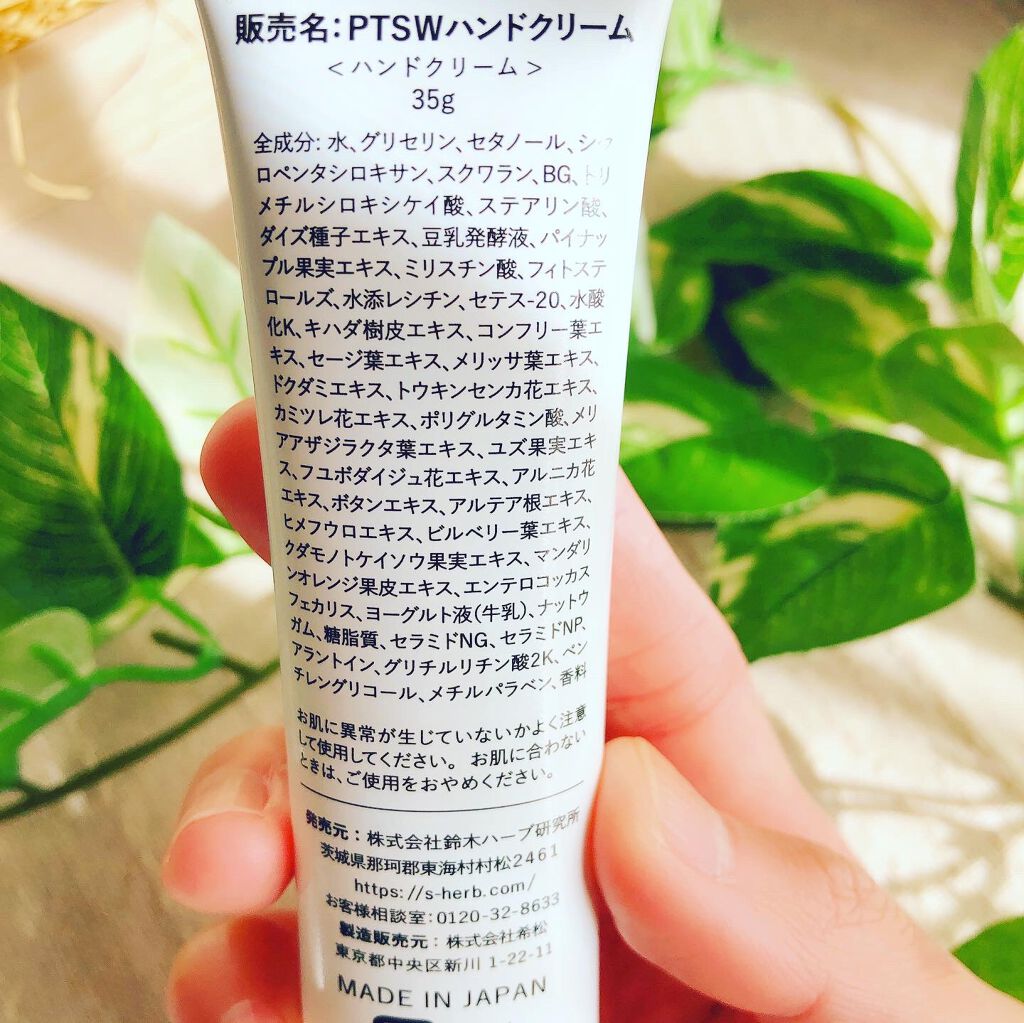 販売名：PTSWハンドクリーム
＜ハンドクリーム＞
35g
全成分：水、グリセリン、セタノール、シク
ロペンタシロキサン、スクワラン、BG、トリ
メチルシロキシケイ酸、ステアリン酸、
ダイズ種子エキス、豆乳発酵液、パイナッ
プル果実エキス、ミリスチン酸、フィトステ
ロールズ、水添レシチン、セテス-20、水酸
化K、キハダ樹皮エキス、コンフリー葉エ
キス、セージ葉エキス、メリッサ葉エキス、
ドクダミエキス、トウキンセンカ花エキス、
カミツレ花エキス、ポリグルタミン酸、メリ
アアザジラクタ葉エキス、ユズ果実エキ
ス、フユボダイジュ花エキス、アルニカ花
エキス、ボタンエキス、アルテア根エキス、
ヒメフウロエキス、ビルベリー葉エキス、
クダモノトケイソウ果実エキス、マンダリ
ンオレンジ果皮エキス、エンテロコッカス
フェカリス、ヨーグルト液(牛乳)、ナットウ
ガム、糖脂質、セラミドNG、セラミドNP、
アラントイン、グリチルリチン酸2K、ペン
チレングリコール、メチルパラベン、香料
お肌に異常が生じていないかよく注意
して使用してください。お肌に合わない
ときは、ご使用をおやめください。
発売元：株式会社鈴木ハーブ研究所
茨城県那珂郡東海村村松2461
https://s-herb.com/
お客様相談室：0120-32-8633
製造販売元：株式会社希松
東京都中央区新川1-22-11
MADE IN JAPAN